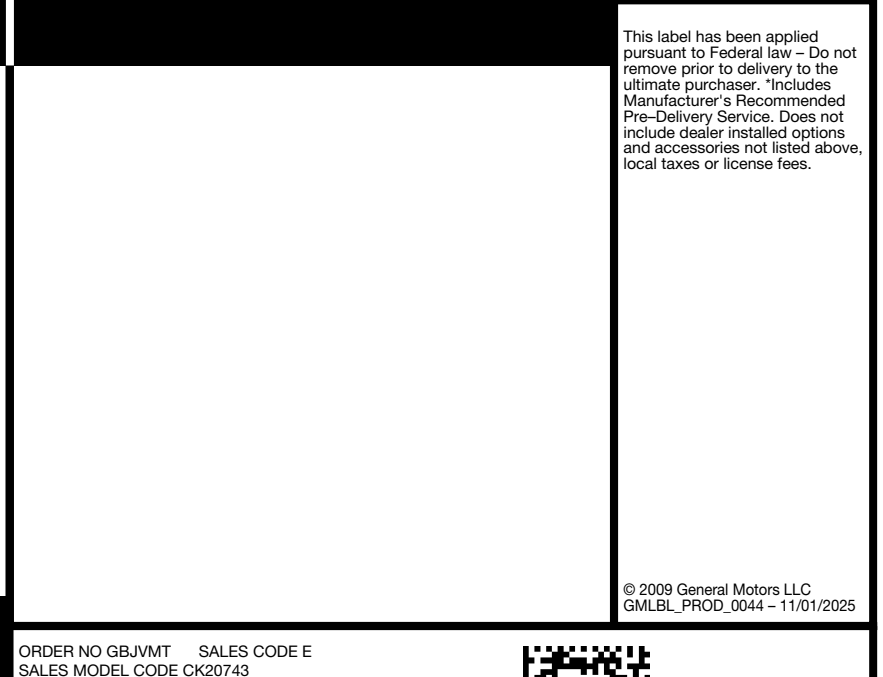 This label has been applied
pursuant to Federal law – Do not
remove prior to delivery to the
ultimate purchaser. *Includes
Manufacturer's Recommended
Pre–Delivery Service. Does not
include dealer installed options
and accessories not listed above,
local taxes or license fees.
© 2009 General Motors LLC
GMLBL_PROD_0044 – 11/01/2025
ORDER NO GBJVMT SALES CODE E
SALES MODEL CODE CK20743